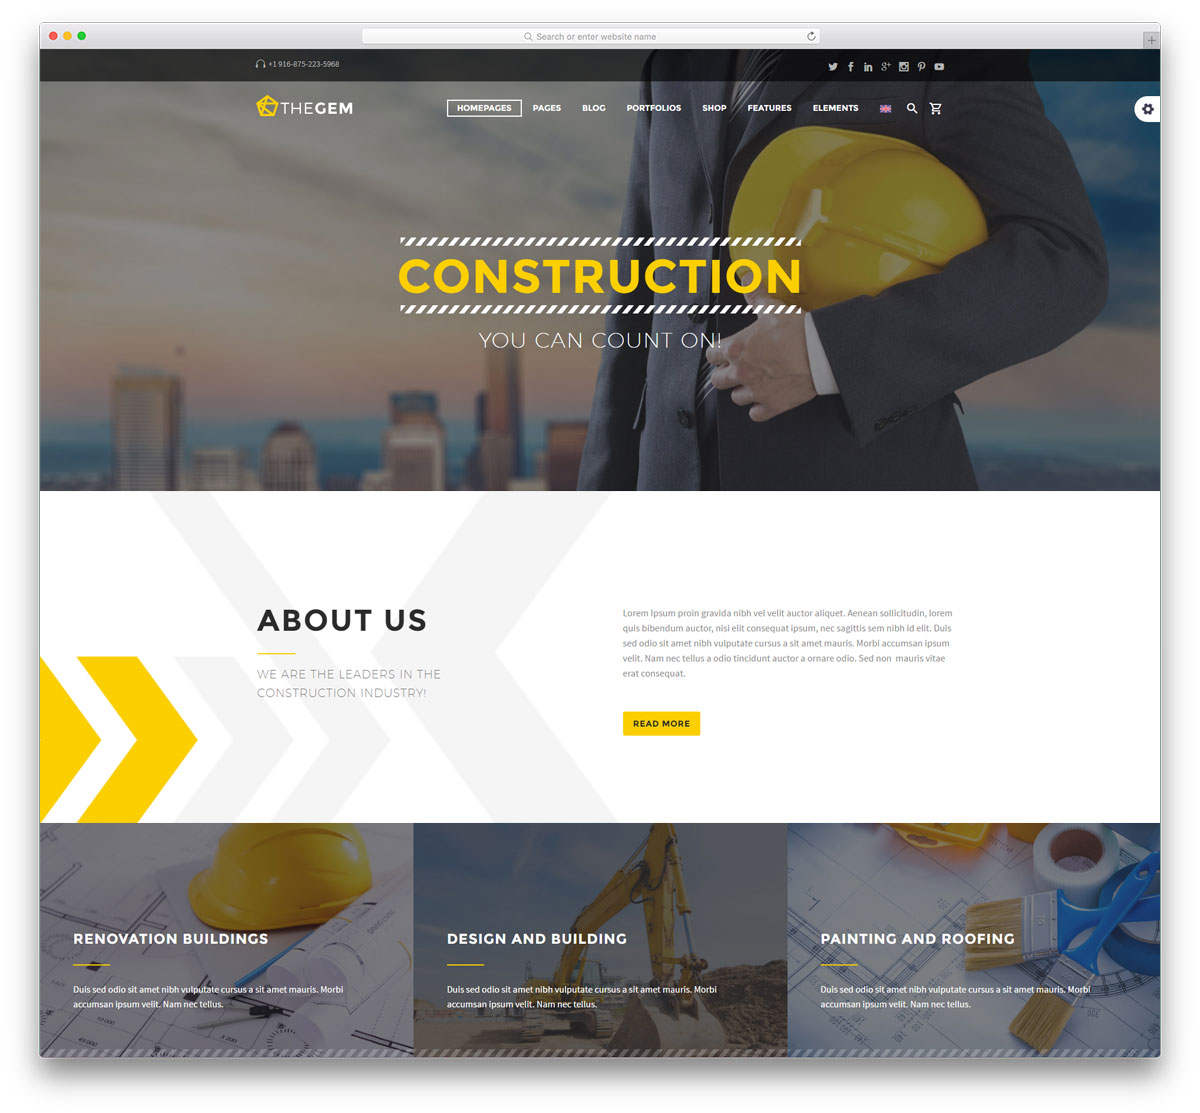 Search or enter website name
+1 916-875-223-5968
THEGEM
HOMEPAGES PAGES BLOG PORTFOLIOS SHOP FEATURES ELEMENTS
CONSTRUCTION
YOU CAN COUNT ON!
ABOUT US
WE ARE THE LEADERS IN THE
CONSTRUCTION INDUSTRY!
Lorem Ipsum proin gravida nibh vel velit auctor aliquet. Aenean sollicitudin, lorem
quis bibendum auctor, nisi elit consequat ipsum, nec sagittis sem nibh id elit. Duis
sed odio sit amet nibh vulputate cursus a sit amet mauris. Morbi accumsan ipsum
velit. Nam nec tellus a odio tincidunt auctor a ornare odio. Sed non mauris vitae
erat consequat.
READ MORE
RENOVATION BUILDINGS
Duis sed odio sit amet nibh vulputate cursus a sit amet mauris. Morbi
accumsan ipsum velit. Nam nec tellus.
DESIGN AND BUILDING
Duis sed odio sit amet nibh vulputate cursus a sit amet mauris. Morbi
accumsan ipsum velit. Nam nec tellus.
PAINTING AND ROOFING
Duis sed odio sit amet nibh vulputate cursus a sit amet mauris. Morbi
accumsan ipsum velit. Nam nec tellus.